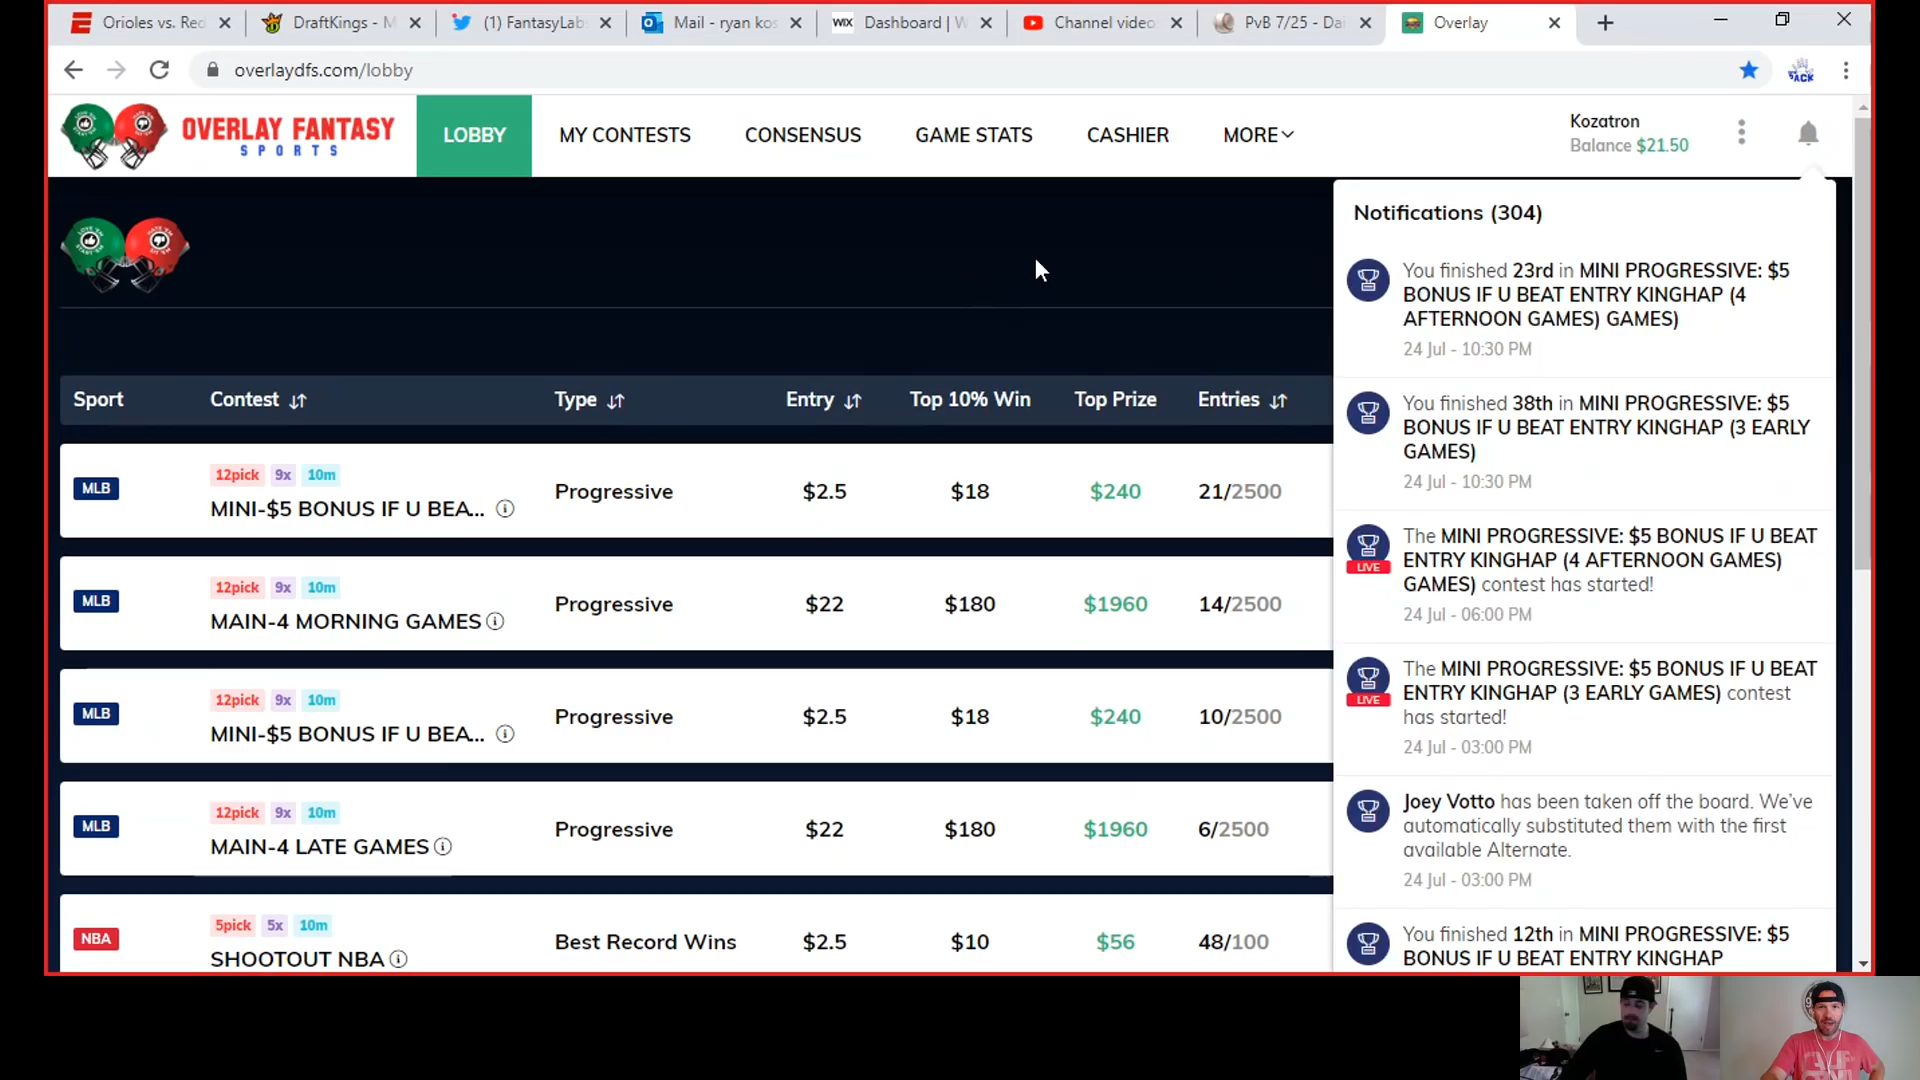 Orioles vs. Red
DraftKings - M
(1) FantasyLab
Mail - ryan kos
WIX Dashboard | W
Channel video
PvB 7/25 - Dai
Overlay
overlaydfs.com/lobby
OVERLAY FANTASY
SPORTS
LOBBY
MY CONTESTS
CONSENSUS
GAME STATS
CASHIER
MORE
Kozatron
Balance $21.50
Sport Contest Type Entry Top 10% Win Top Prize Entries
12pick 9x 10m
MLB MINI-$5 BONUS IF U BEA... Progressive $2.5 $18 $240 21/2500
12pick 9x 10m
MLB MAIN-4 MORNING GAMES Progressive $22 $180 $1960 14/2500
12pick 9x 10m
MLB MINI-$5 BONUS IF U BEA... Progressive $2.5 $18 $240 10/2500
12pick 9x 10m
MLB MAIN-4 LATE GAMES Progressive $22 $180 $1960 6/2500
5pick 5x 10m
NBA SHOOTOUT NBA Best Record Wins $2.5 $10 $56 48/100
Notifications (304)
You finished 23rd in MINI PROGRESSIVE: $5
BONUS IF U BEAT ENTRY KINGHAP (4
AFTERNOON GAMES) GAMES)
24 Jul - 10:30 PM
You finished 38th in MINI PROGRESSIVE: $5
BONUS IF U BEAT ENTRY KINGHAP (3 EARLY
GAMES)
24 Jul - 10:30 PM
The MINI PROGRESSIVE: $5 BONUS IF U BEAT
ENTRY KINGHAP (4 AFTERNOON GAMES)
GAMES) contest has started!
LIVE
24 Jul - 06:00 PM
The MINI PROGRESSIVE: $5 BONUS IF U BEAT
ENTRY KINGHAP (3 EARLY GAMES) contest
has started!
LIVE
24 Jul - 03:00 PM
Joey Votto has been taken off the board. We've
automatically substituted them with the first
available Alternate.
24 Jul - 03:00 PM
You finished 12th in MINI PROGRESSIVE: $5
BONUS IF U BEAT ENTRY KINGHAP